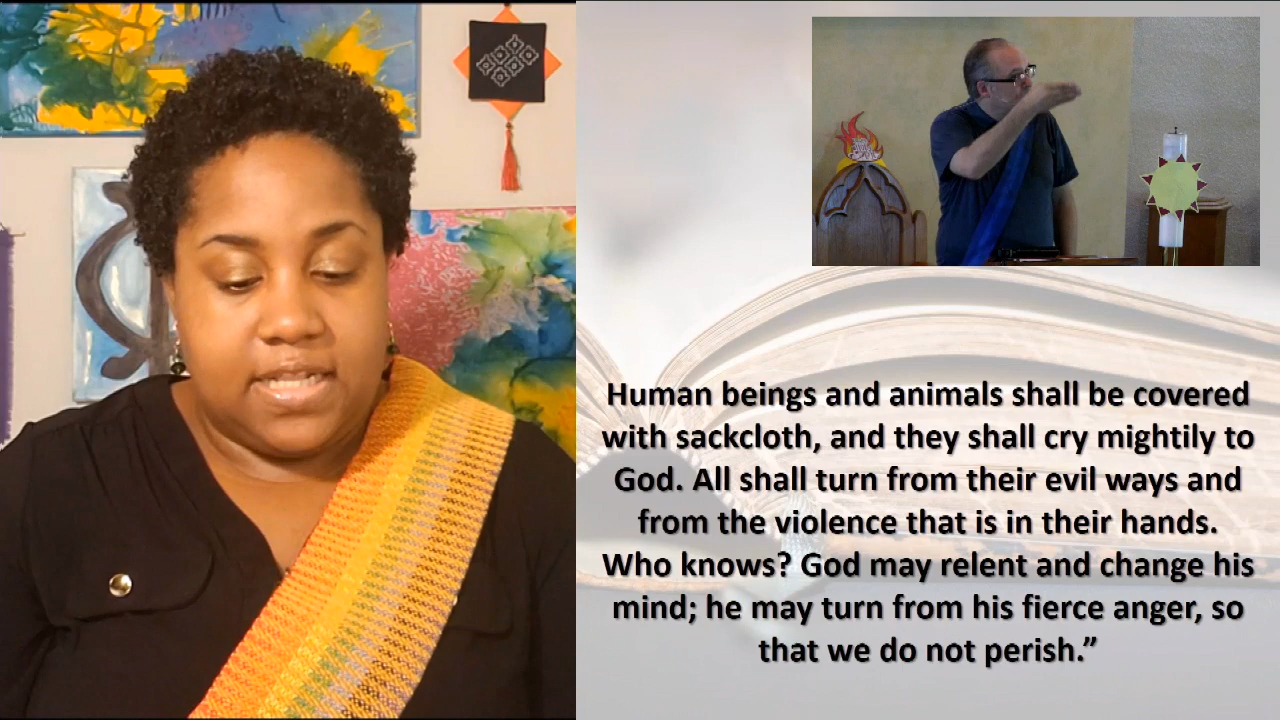 Human beings and animals shall be covered
with sackcloth, and they shall cry mightily to
God. All shall turn from their evil ways and
from the violence that is in their hands.
Who knows? God may relent and change his
mind; he may turn from his fierce anger, so
that we do not perish.”